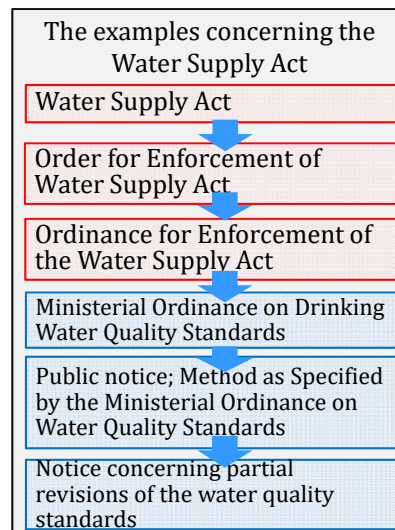 The examples concerning the
Water Supply Act
Water Supply Act
Order for Enforcement of
Water Supply Act
Ordinance for Enforcement of
the Water Supply Act
Ministerial Ordinance on Drinking
Water Quality Standards
Public notice; Method as Specified
by the Ministerial Ordinance on
Water Quality Standards
Notice concerning partial
revisions of the water quality
standards